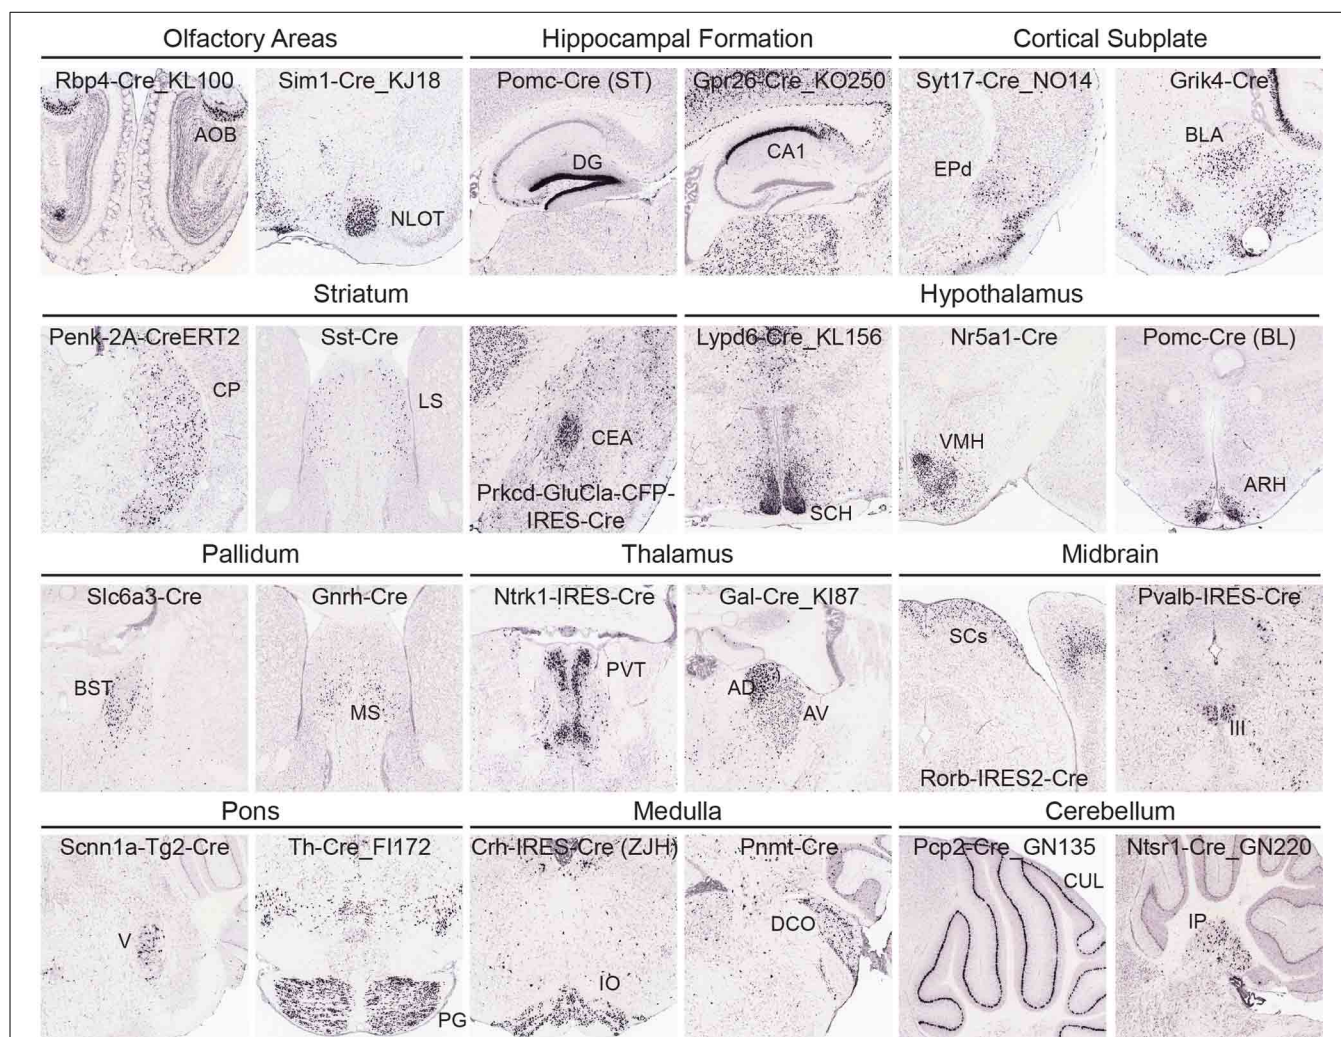 Olfactory Areas
Hippocampal Formation
Cortical Subplate
Rbp4-Cre_KL100
Sim1-Cre_KJ18
Pomc-Cre (ST)
Gpr26-Cre_KO250
Syt17-Cre_NO14
Grik4-Cre
AOB
NLOT
DG
CA1
EPd
BLA
Striatum
Hypothalamus
Penk-2A-CreERT2
Sst-Cre
Lypd6-Cre_KL156
Nr5a1-Cre
Pomc-Cre (BL)
CP
LS
CEA
Prkcd-GluCla-CFP-
IRES-Cre
SCH
VMH
ARH
Pallidum
Thalamus
Midbrain
Slc6a3-Cre
Gnrh-Cre
Ntrk1-IRES-Cre
Gal-Cre_KI87
Pvalb-IRES-Cre
BST
MS
PVT
AD
AV
SCs
Rorb-IRES2-Cre
III
Pons
Medulla
Cerebellum
Scnn1a-Tg2-Cre
Th-Cre_FI172
Crh-IRES-Cre (ZJH)
Pnmt-Cre
Pcp2-Cre_GN135
Ntsr1-Cre_GN220
V
PG
IO
DCO
CUL
IP